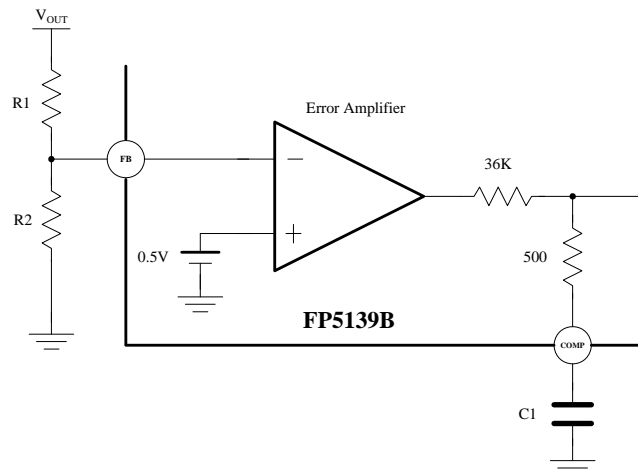 VOUT
R1
Error Amplifier
FB
−
36K
R2
+
0.5V
500
FP5139B
COMP
C1